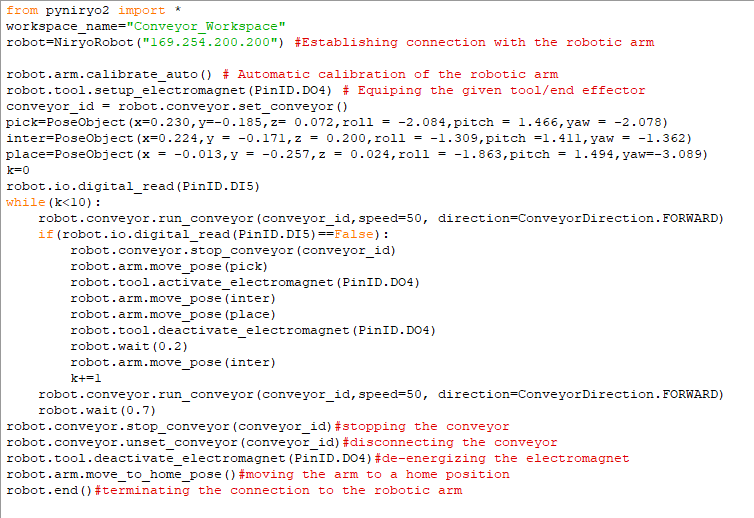 from pyniryo2 import *
workspace_name="Conveyor_Workspace"
robot=NiryoRobot("169.254.200.200") #Establishing connection with the robotic arm

robot.arm.calibrate_auto() # Automatic calibration of the robotic arm
robot.tool.setup_electromagnet(PinID.DO4) # Equiping the given tool/end effector
conveyor_id = robot.conveyor.set_conveyor()
pick=PoseObject(x=0.230,y=-0.185,z= 0.072,roll = -2.084,pitch = 1.466,yaw = -2.078)
inter=PoseObject(x=0.224,y = -0.171,z = 0.200,roll = -1.309,pitch =1.411,yaw = -1.362)
place=PoseObject(x = -0.013,y = -0.257,z = 0.024,roll = -1.863,pitch = 1.494,yaw=-3.089)
k=0
robot.io.digital_read(PinID.DI5)
while(k<10):
    robot.conveyor.run_conveyor(conveyor_id,speed=50, direction=ConveyorDirection.FORWARD)
    if(robot.io.digital_read(PinID.DI5)==False):
        robot.conveyor.stop_conveyor(conveyor_id)
        robot.arm.move_pose(pick)
        robot.tool.activate_electromagnet(PinID.DO4)
        robot.arm.move_pose(inter)
        robot.arm.move_pose(place)
        robot.tool.deactivate_electromagnet(PinID.DO4)
        robot.wait(0.2)
        robot.arm.move_pose(inter)
        k+=1
    robot.conveyor.run_conveyor(conveyor_id,speed=50, direction=ConveyorDirection.FORWARD)
    robot.wait(0.7)
robot.conveyor.stop_conveyor(conveyor_id)#stopping the conveyor
robot.conveyor.unset_conveyor(conveyor_id)#disconnecting the conveyor
robot.tool.deactivate_electromagnet(PinID.DO4)#de-energizing the electromagnet
robot.arm.move_to_home_pose()#moving the arm to a home position
robot.end()#terminating the connection to the robotic arm